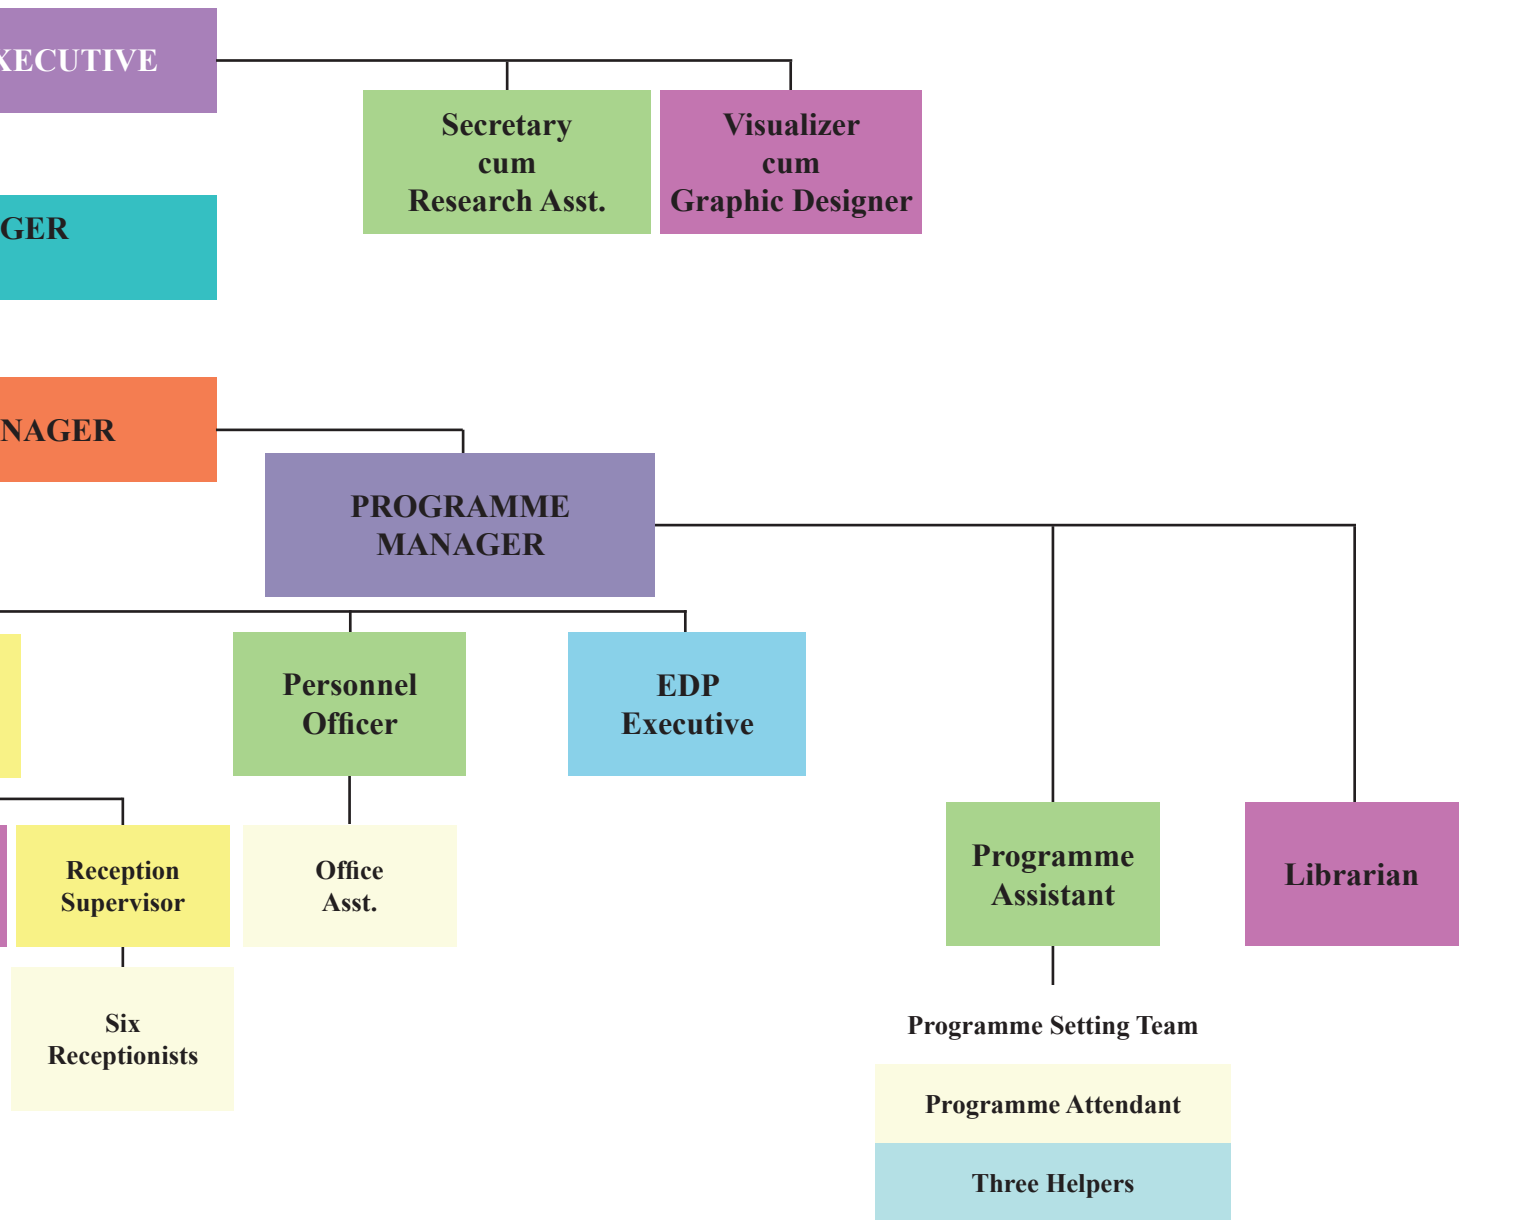 XECUTIVE
Secretary
cum
Research Asst.
Visualizer
cum
Graphic Designer
GER
NAGER
PROGRAMME
MANAGER
Personnel
Officer
EDP
Executive
Reception
Supervisor
Office
Asst.
Programme
Assistant
Librarian
Six
Receptionists
Programme Setting Team
Programme Attendant
Three Helpers